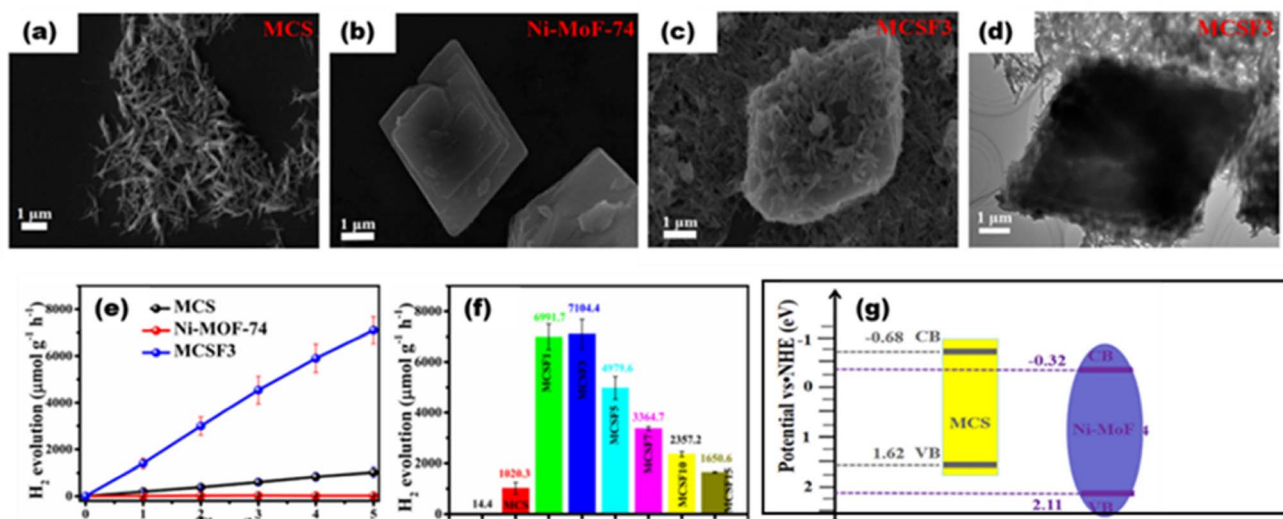 (a) MCS
1 μm
(b) Ni-MoF-74
1 μm
(c) MCSF3
1 μm
(d) MCSF3
1 μm
(e)
MCS
Ni-MOF-74
MCSF3
H2 evolution (μmol g-1 h-1)
8000
6000
4000
2000
0
0 1 2 3 4 5
(f)
H2 evolution (μmol g-1 h-1)
8000
6000
4000
2000
0
14.4
1020.3
MCS
6991.7
MCSF1
7104.4
MCSF3
4979.6
MCSF5
3364.7
MCSF7
2357.2
MCSF10
1650.6
MCSF15
(g)
Potential vs•NHE (eV)
-1
0
1
2
-0.68 CB
-0.32
CB
MCS
Ni-MoF
4
1.62 VB
2.11
VB